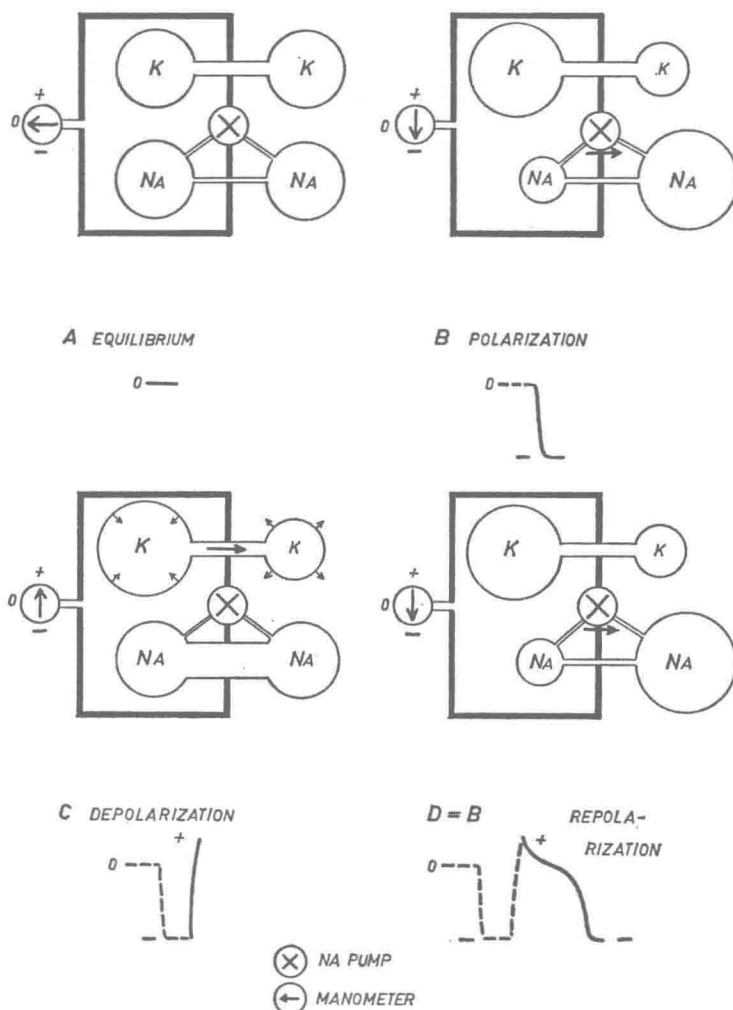 K K K .K
+ +
0 0
− −
NA NA NA NA
A EQUILIBRIUM
B POLARIZATION
0
0
−
K K K K
+ +
0 0
− −
NA NA NA NA
C DEPOLARIZATION
D = B REPOLA-
RIZATION
+ +
0 0
− − −
NA PUMP
MANOMETER